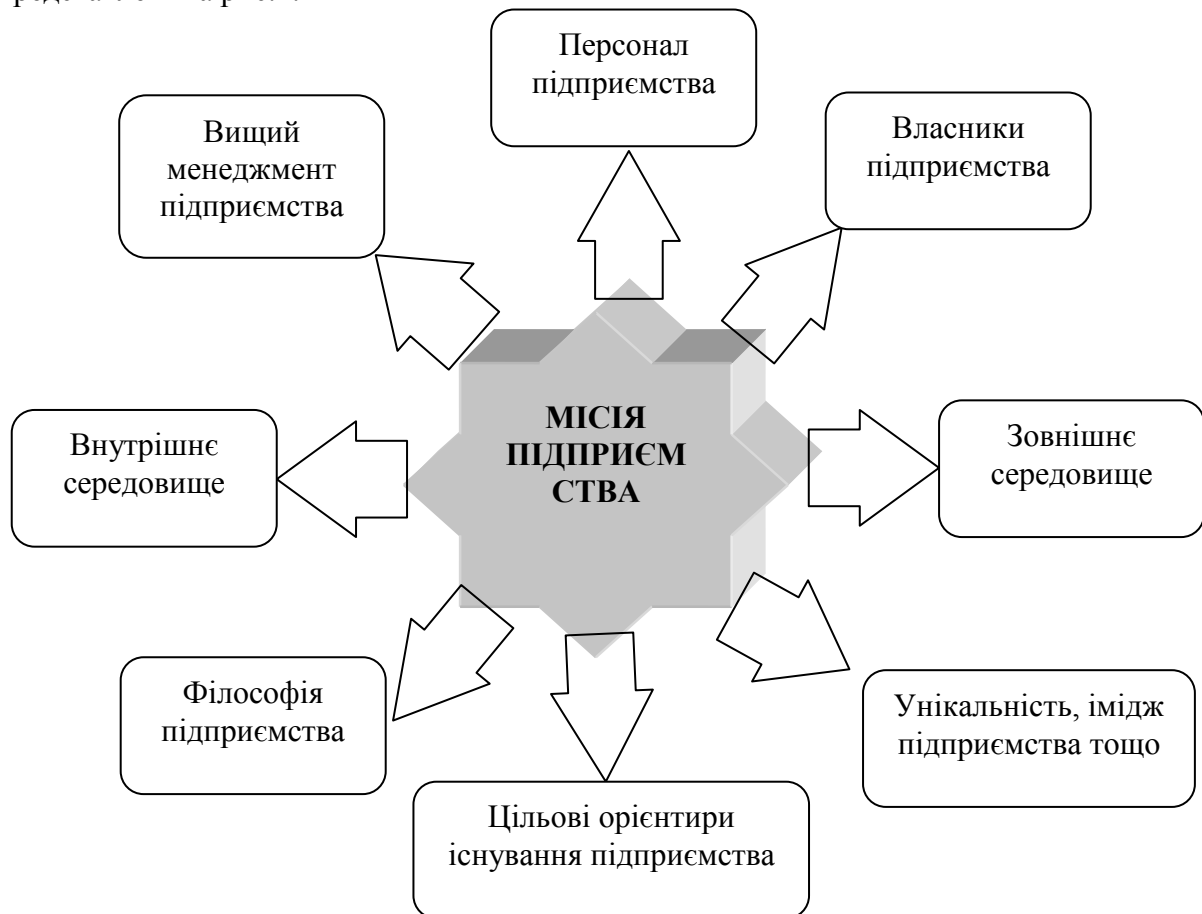 Персонал
підприємства
Вищий
менеджмент
підприємства
Власники
підприємства
МІСІЯ
ПІДПРИЄМ
СТВА
Внутрішнє
середовище
Зовнішнє
середовище
Філософія
підприємства
Унікальність, імідж
підприємства тощо
Цільові орієнтири
існування підприємства